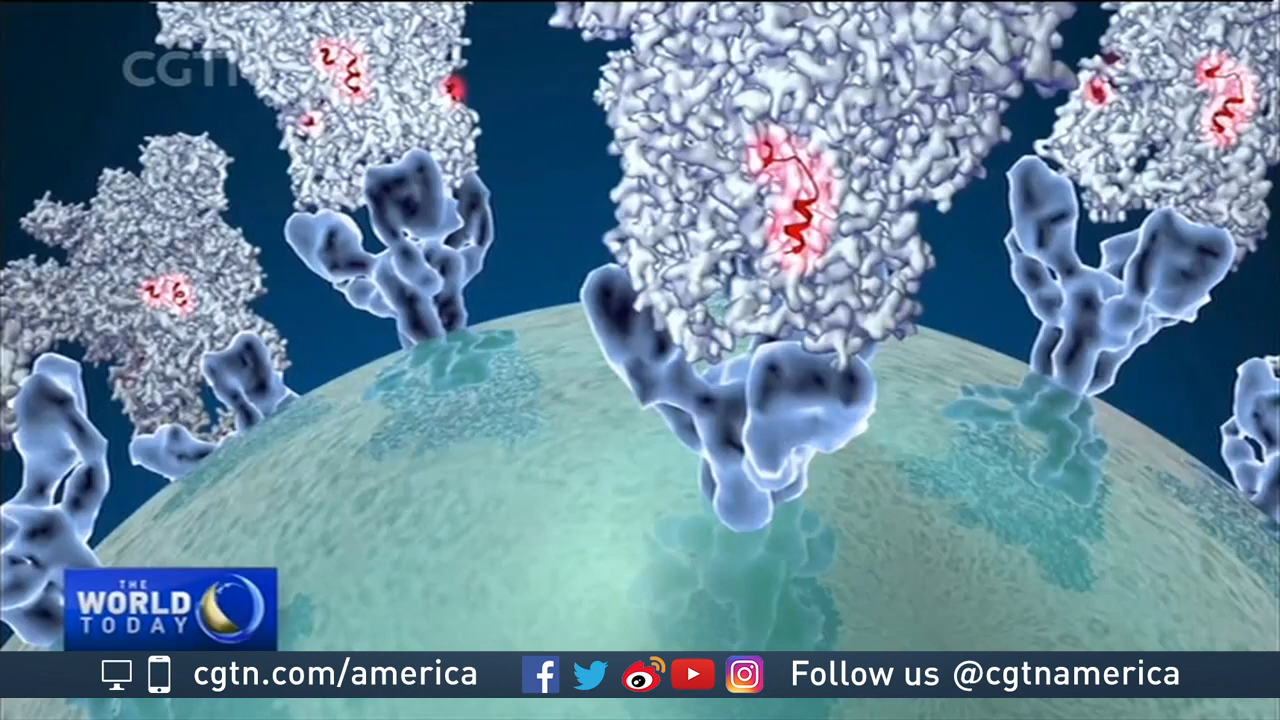 CGTN
THE
WORLD
TODAY
cgtn.com/america
Follow us @cgtnamerica